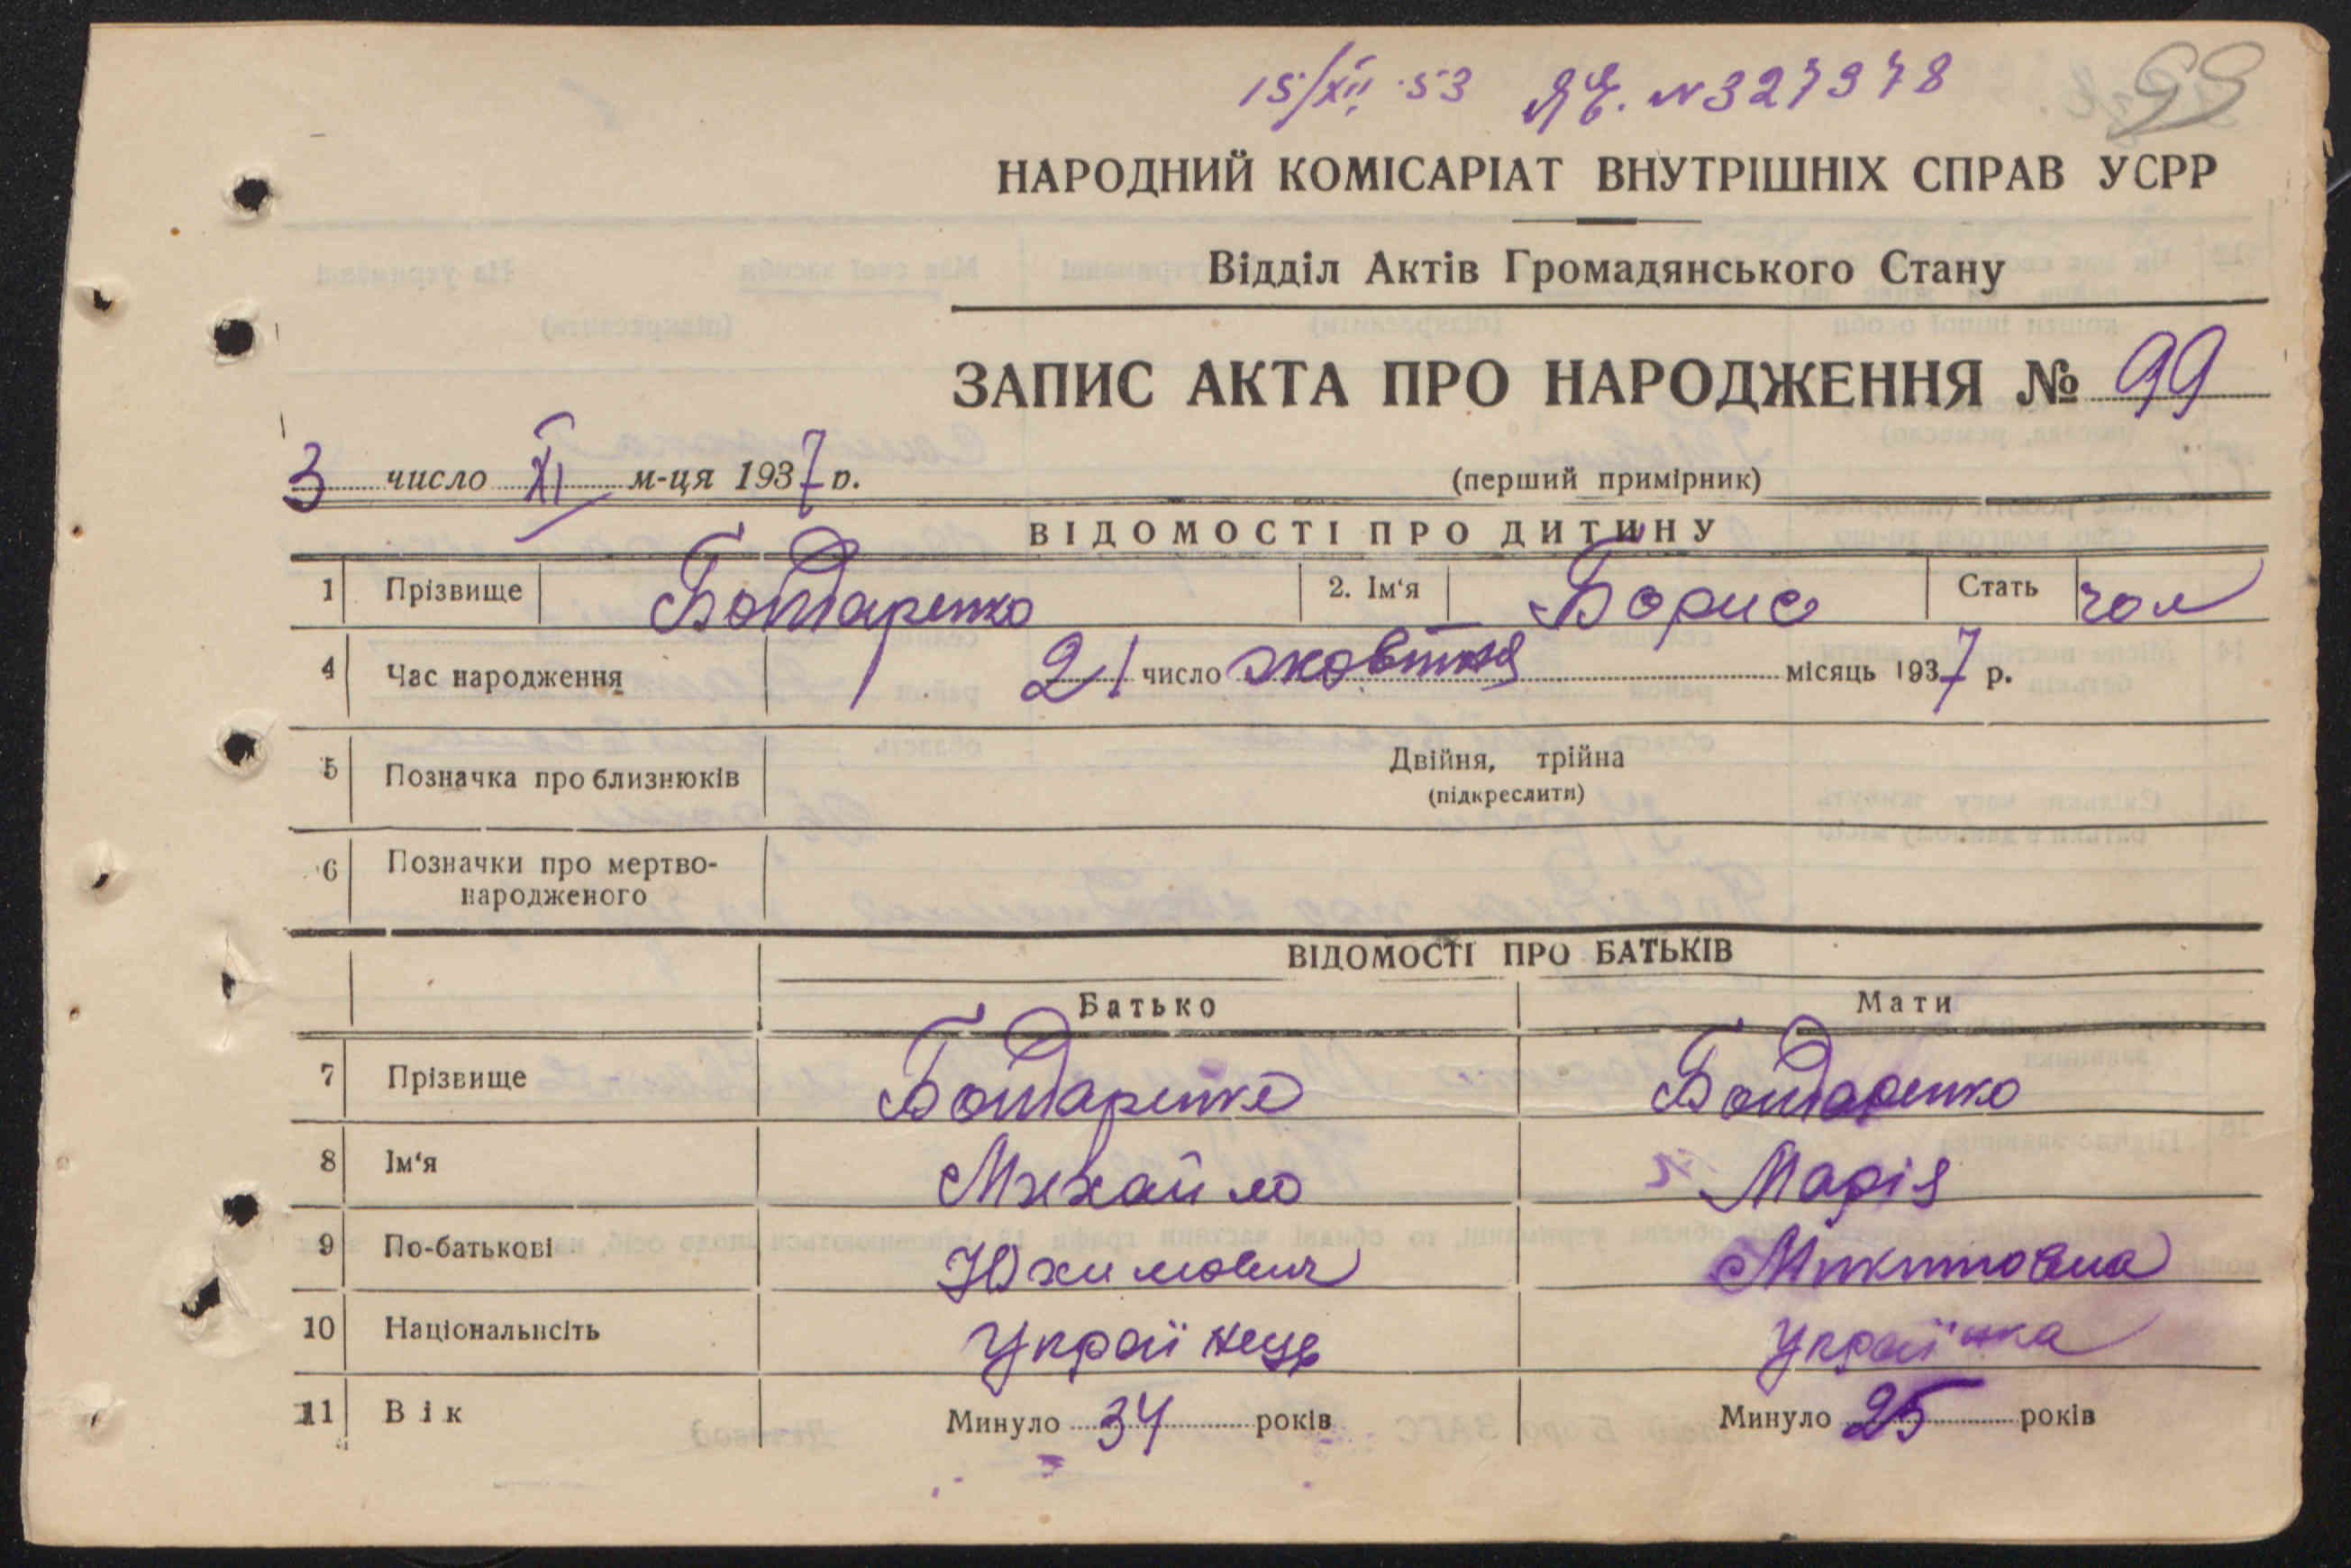 15/XII 53 ЯЄ. №327978
99
НАРОДНИЙ КОМІСАРІАТ ВНУТРІШНІХ СПРАВ УСРР
Відділ Актів Громадянського Стану
ЗАПИС АКТА ПРО НАРОДЖЕННЯ № 99
3 число XI м-ця 1937 р.
(перший примірник)
ВІДОМОСТІ ПРО ДИТИНУ
1 Прізвище Бондаренко 2. Ім'я Борис Стать чол
4 Час народження 21 число жовтня місяць 1937 р.
5 Позначка про близнюків Двійня, трійна
(підкреслити)
6 Позначки про мертво-
народженого
ВІДОМОСТІ ПРО БАТЬКІВ
Батько Мати
7 Прізвище Бондаренко Бондаренко
8 Ім'я Михайло Марія
9 По-батькові Юхимович Микитовна
10 Національнсіть Українець Українка
11 Вік Минуло 34 років Минуло 25 років